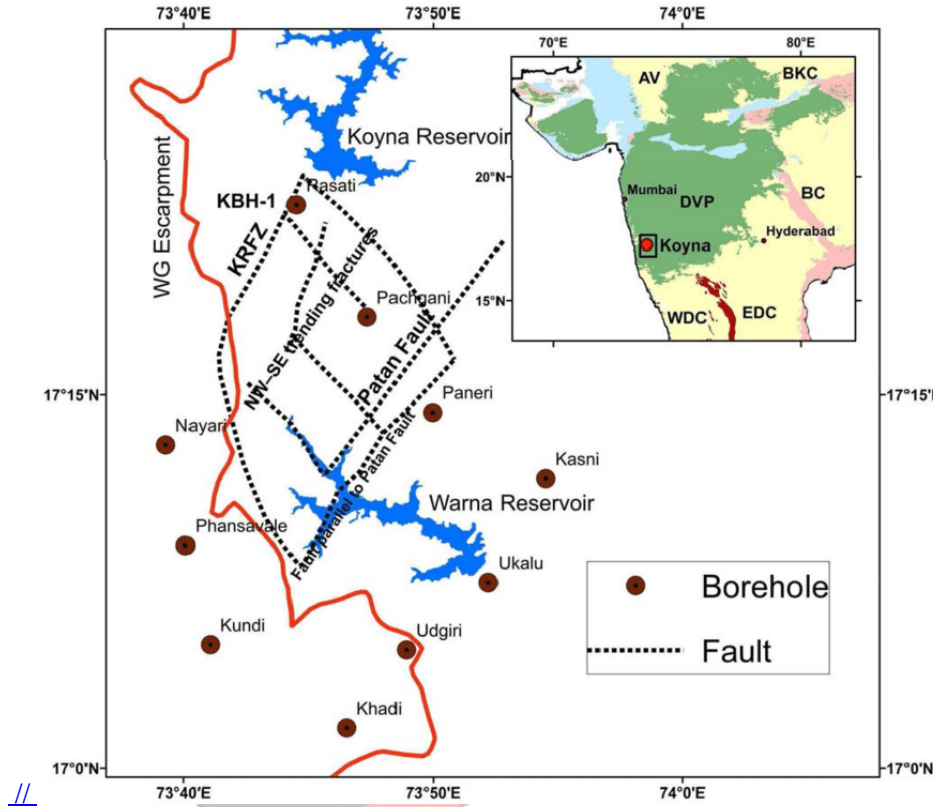 73°40'E
73°50'E
74°0'E
70°E
80°E
AV
BKC
Koyna Reservoir
20°N
Mumbai
DVP
BC
Hyderabad
Koyna
15°N
WDC
EDC
WG Escarpment
Rasati
KBH-1
KRFZ
NW–SE trending fractures
Pachgani
Patan Fault
17°15'N
17°15'N
Paneri
Nayari
Kasni
Fault parallel to Patan Fault
Warna Reservoir
Phansavale
Ukalu
Borehole
Kundi
Udgiri
Fault
Khadi
17°0'N
17°0'N
73°40'E
73°50'E
74°0'E
//